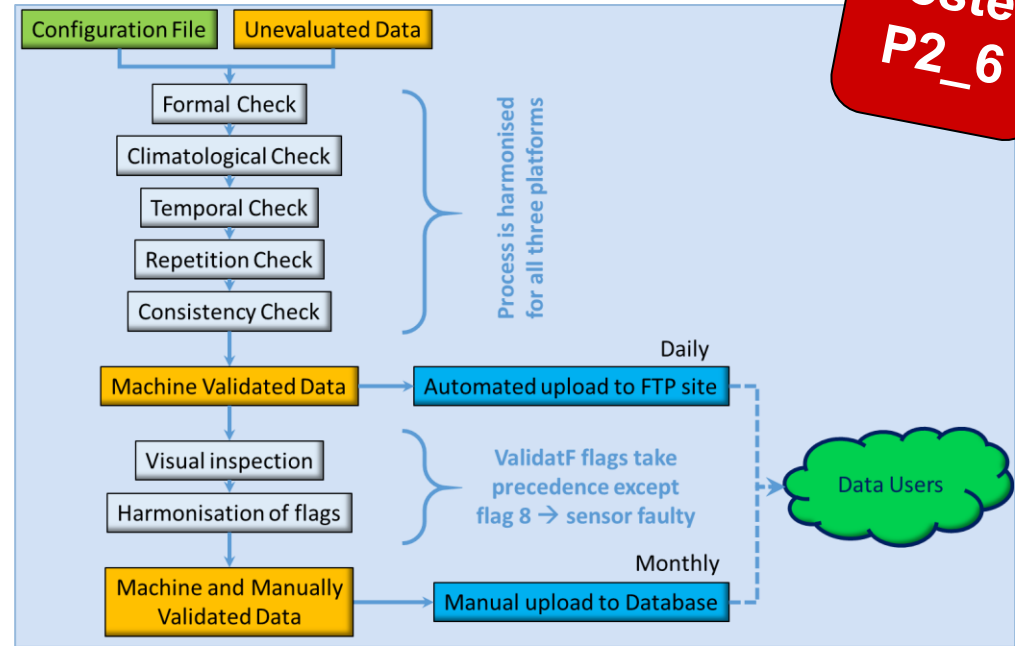 Configuration File
Unevaluated Data
P2_6
Formal Check
Climatological Check
Temporal Check
Repetition Check
Consistency Check
Process is harmonised
for all three platforms
Machine Validated Data
Daily
Automated upload to FTP site
Visual inspection
Harmonisation of flags
ValidatF flags take
precedence except
flag 8 → sensor faulty
Data Users
Machine and Manually
Validated Data
Monthly
Manual upload to Database